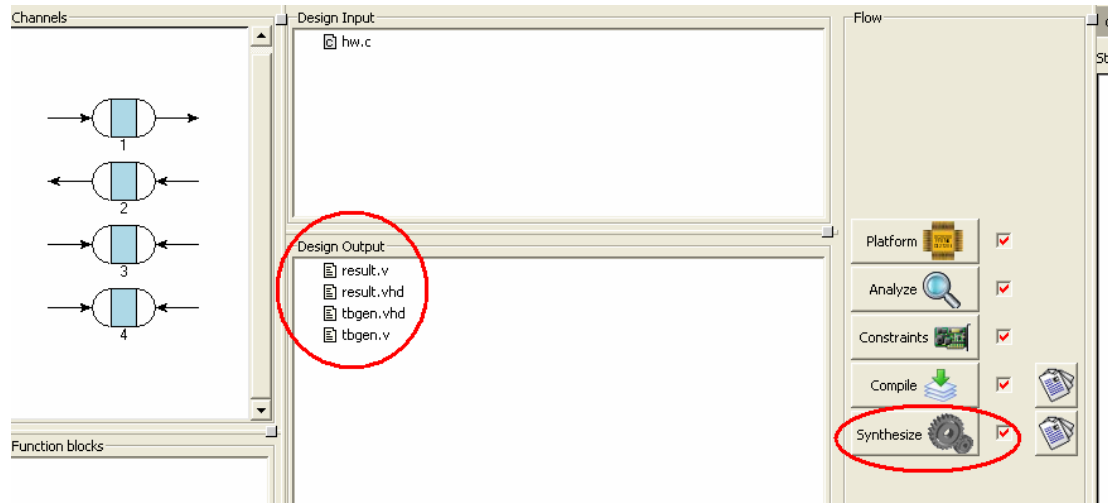 Channels
1
2
3
4
Function blocks
Design Input
hw.c
Design Output
result.v
result.vhd
tbgen.vhd
tbgen.v
Flow
Platform
Analyze
Constraints
Compile
Synthesize
St